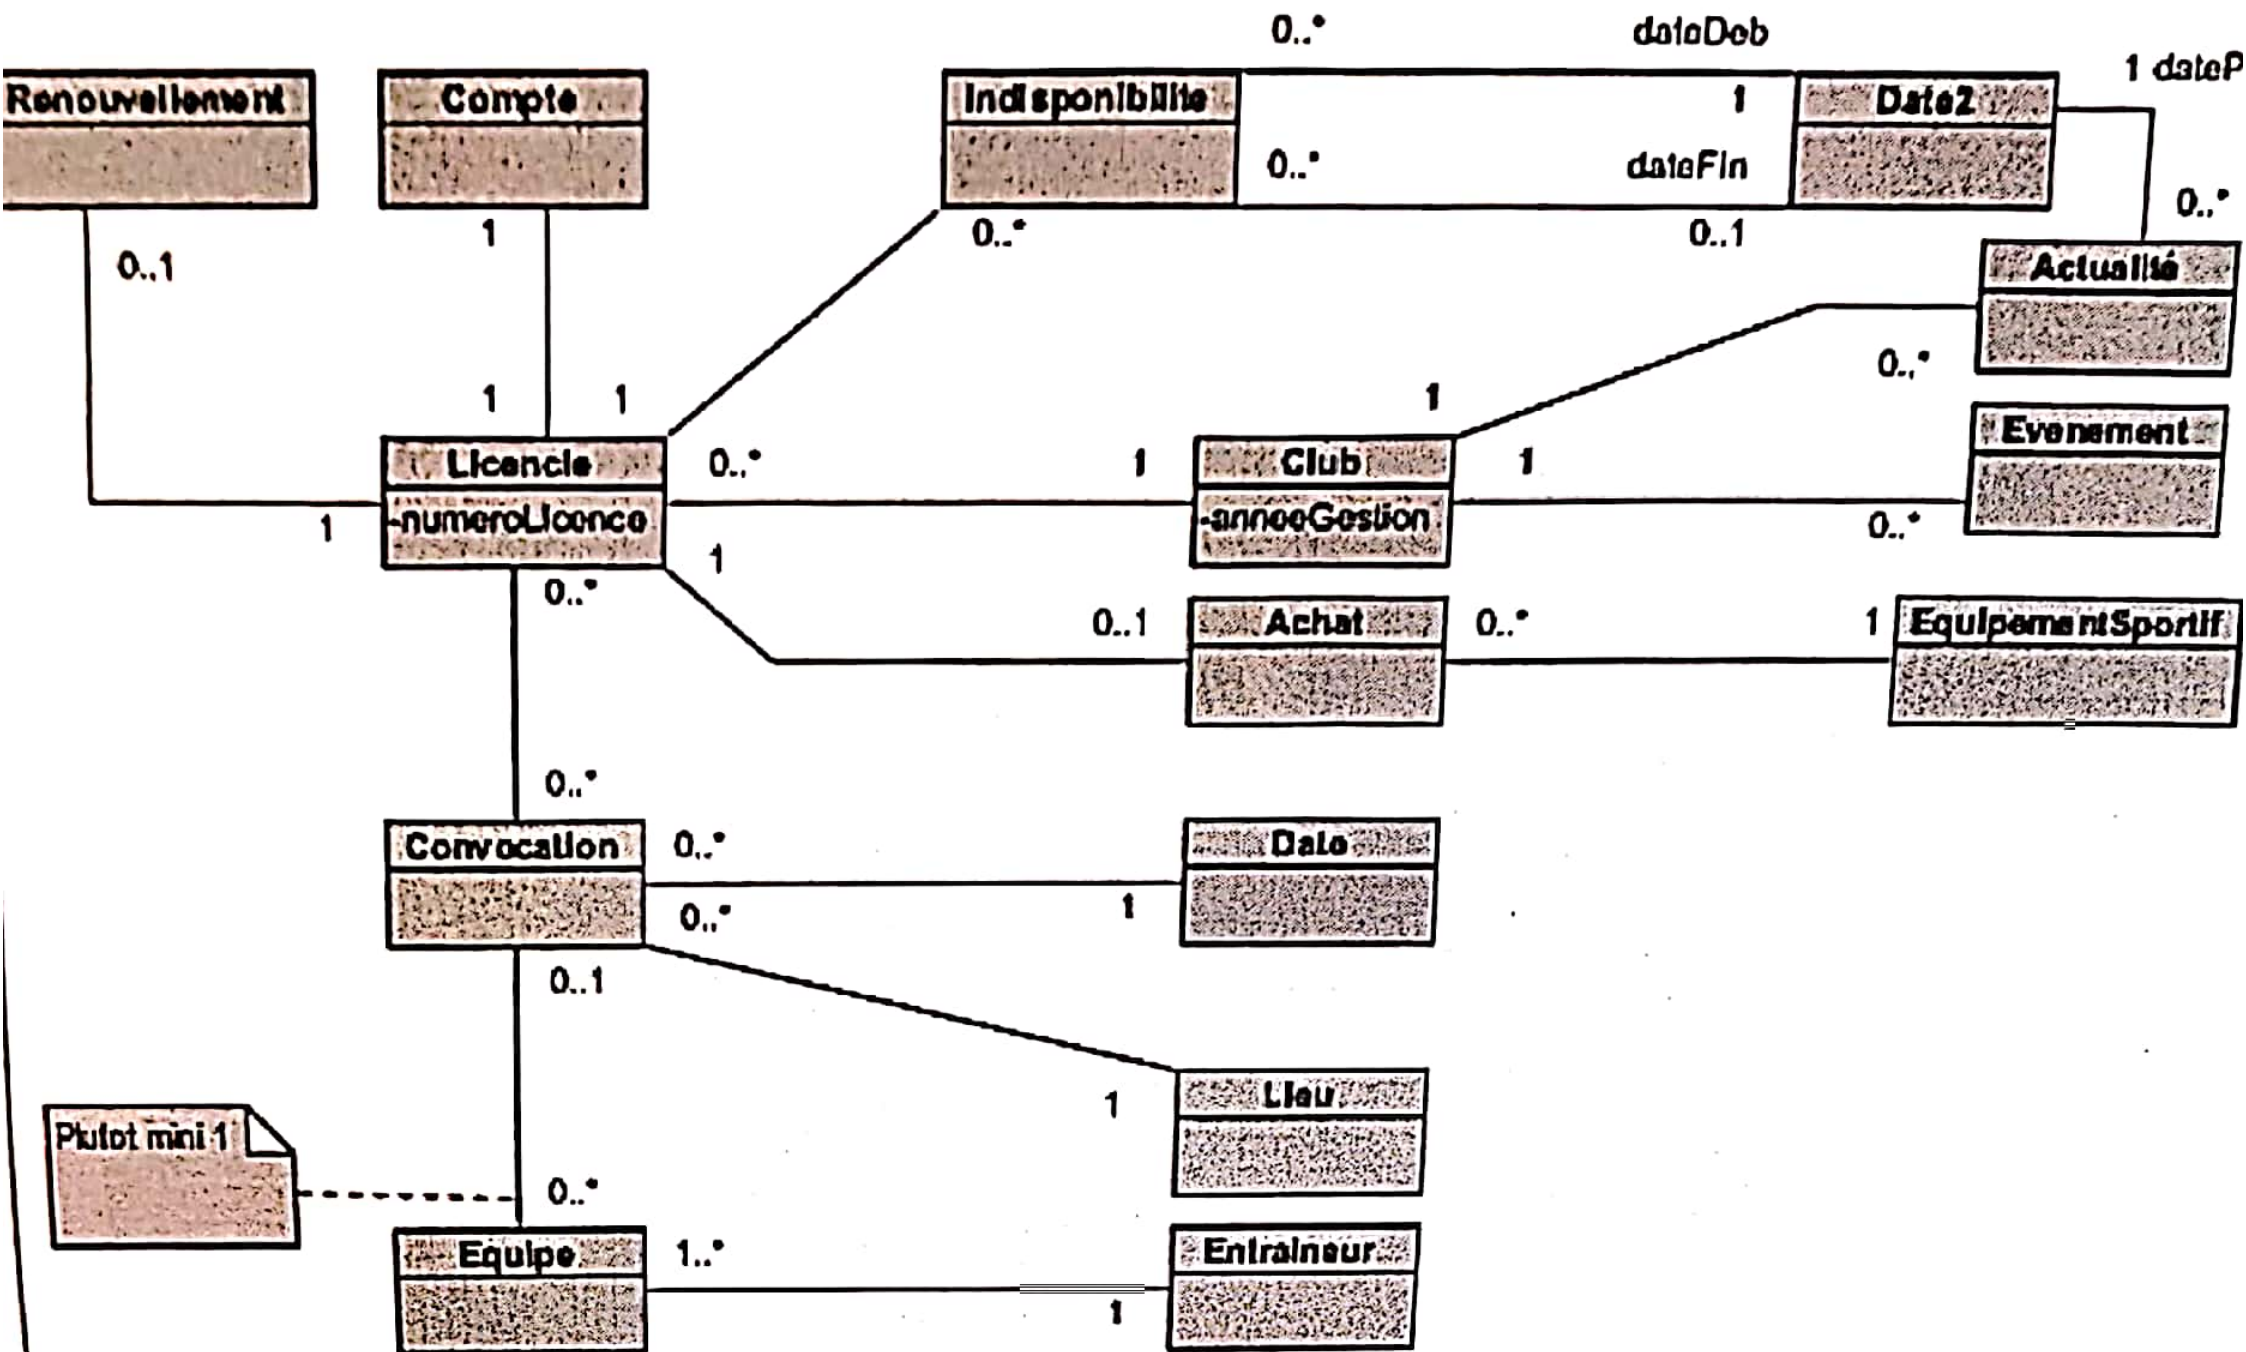 0..* dateDeb
1 dateP
Renouvellement Compte Indisponibilite 1 Date2
0..* dateFin
0..*
1 0..* 0..1
0..1
Actualité
0..*
1 1 1
Licencie 0..* 1 Club 1 Evenement
-numeroLicence -anneeGestion
1 0..*
1
0..*
0..1 Achat 0..* 1 EquipementSportif
0..*
Convocation 0..* Date
0..* 1
0..1
Lieu
1
Plutot mini 1
0..*
Equipe 1..* Entraineur
1